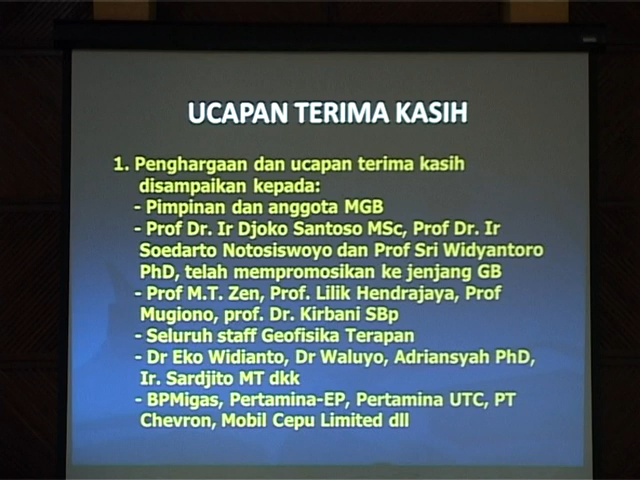 UCAPAN TERIMA KASIH
1. Penghargaan dan ucapan terima kasih
disampaikan kepada:
- Pimpinan dan anggota MGB
- Prof Dr. Ir Djoko Santoso MSc, Prof Dr. Ir
Soedarto Notosiswoyo dan Prof Sri Widyantoro
PhD, telah mempromosikan ke jenjang GB
- Prof M.T. Zen, Prof. Lilik Hendrajaya, Prof
Mugiono, prof. Dr. Kirbani SBp
- Seluruh staff Geofisika Terapan
- Dr Eko Widianto, Dr Waluyo, Adriansyah PhD,
Ir. Sardjito MT dkk
- BPMigas, Pertamina-EP, Pertamina UTC, PT
Chevron, Mobil Cepu Limited dll